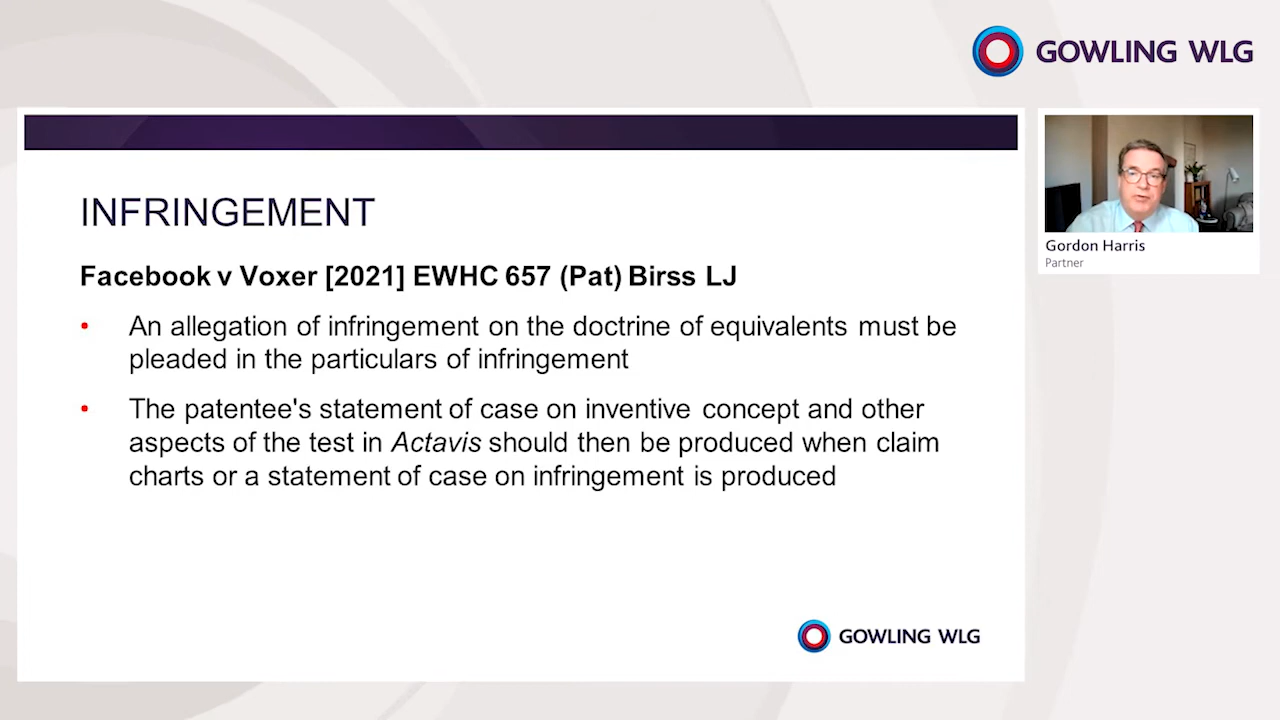 GOWLING WLG
INFRINGEMENT
Facebook v Voxer [2021] EWHC 657 (Pat) Birss LJ
• An allegation of infringement on the doctrine of equivalents must be
pleaded in the particulars of infringement
• The patentee's statement of case on inventive concept and other
aspects of the test in Actavis should then be produced when claim
charts or a statement of case on infringement is produced
GOWLING WLG
Gordon Harris
Partner